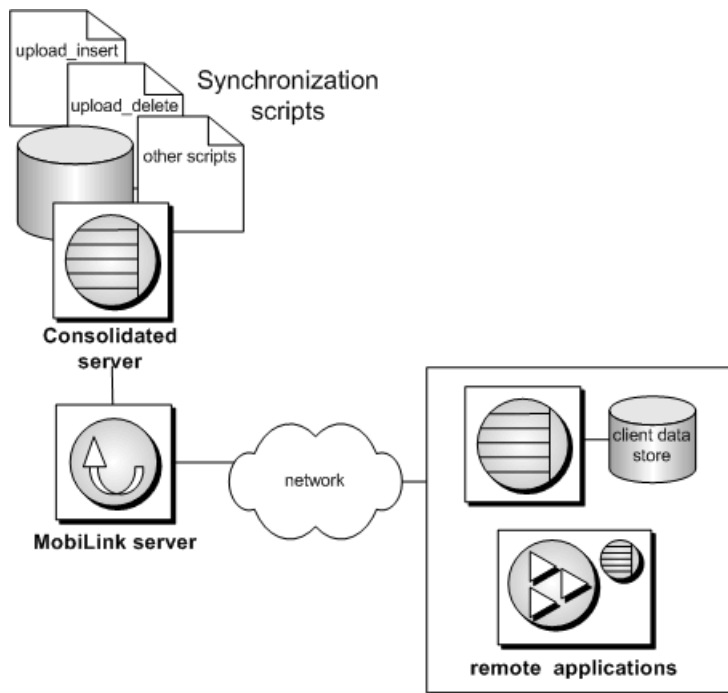 upload_insert
Synchronization
scripts
upload_delete
other scripts
Consolidated
server
MobiLink server
network
client data
store
remote applications